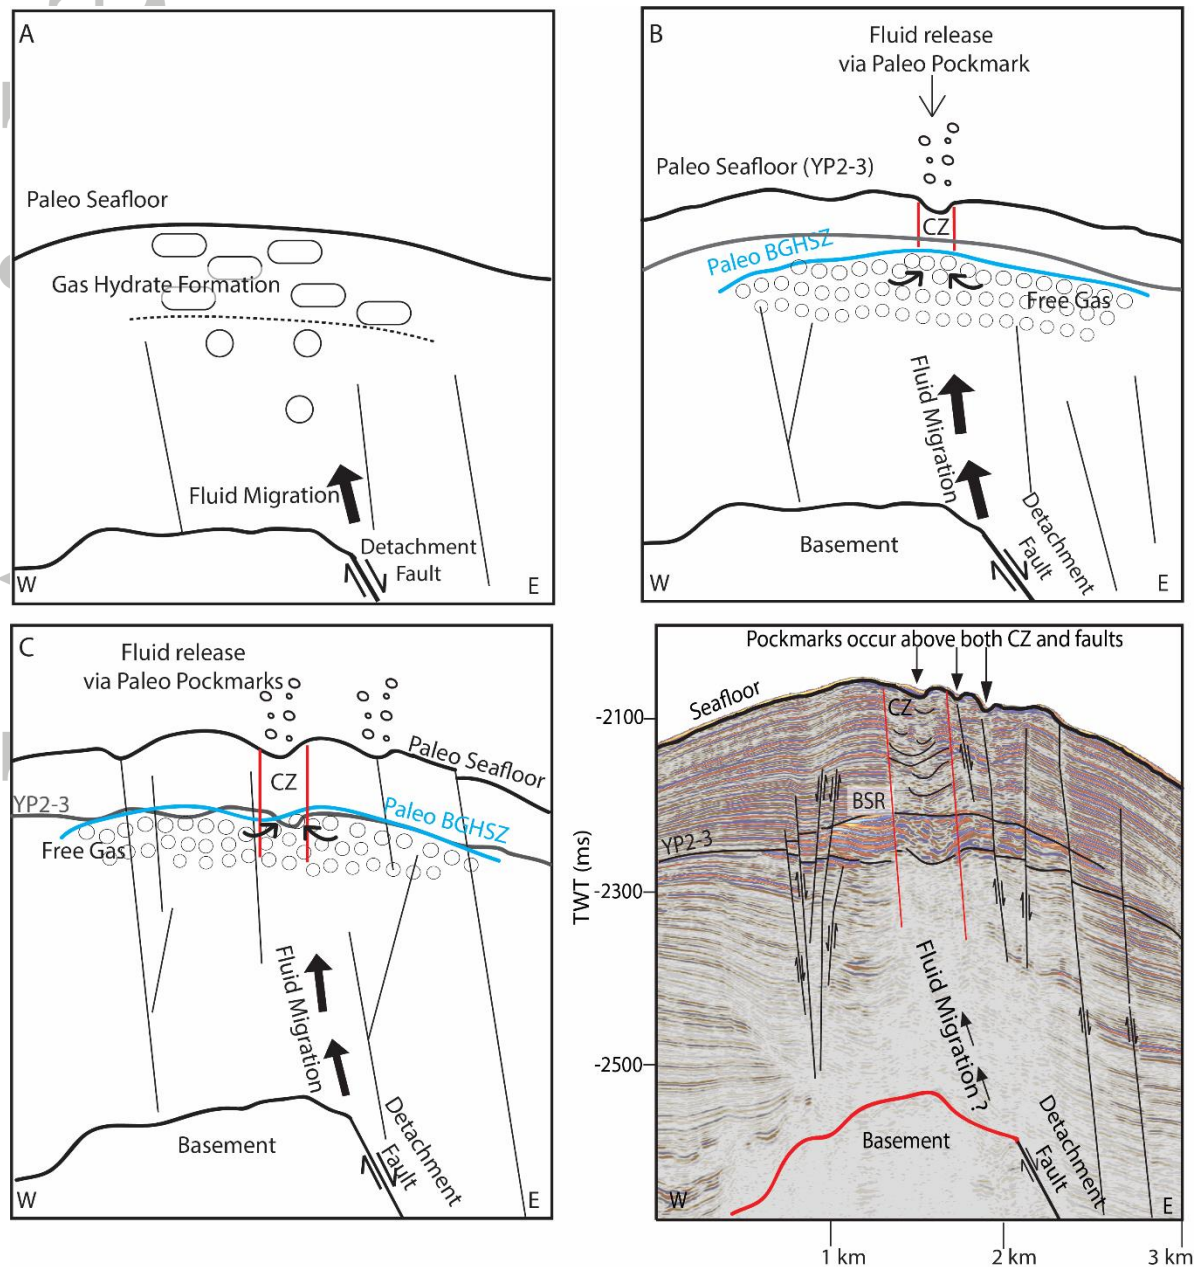 A
Paleo Seafloor
Gas Hydrate Formation
Fluid Migration
Detachment
Fault
W
E
B
Fluid release
via Paleo Pockmark
Paleo Seafloor (YP2-3)
CZ
Paleo BGHSZ
Free Gas
Fluid Migration
Detachment
Fault
Basement
W
E
C
Fluid release
via Paleo Pockmarks
Paleo Seafloor
CZ
YP2-3
Paleo BGHSZ
Free Gas
Fluid Migration
Detachment
Fault
Basement
W
E
Pockmarks occur above both CZ and faults
Seafloor
CZ
-2100
BSR
YP2-3
TWT (ms)
-2300
Fluid Migration ?
-2500
Detachment
Fault
Basement
W
E
1 km
2 km
3 km